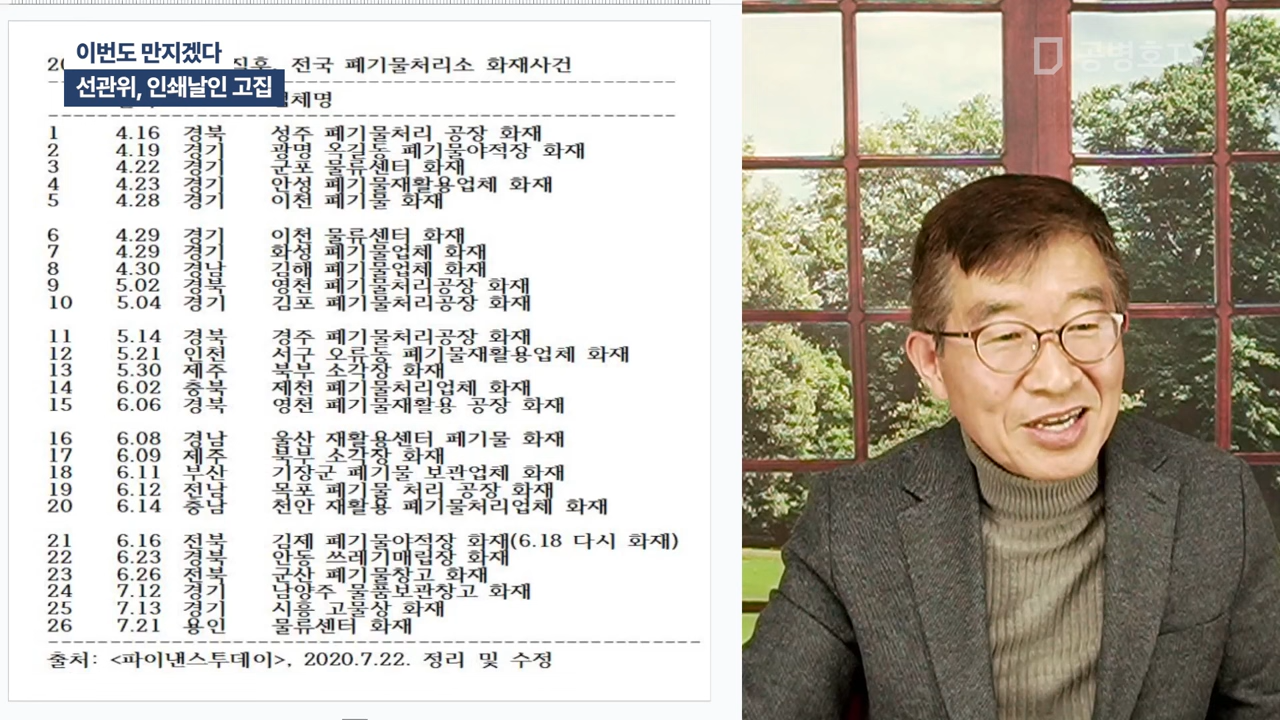 이번도 만지겠다
선관위, 인쇄날인 고집
직후, 전국 폐기물처리소 화재사건
업체명
1 4.16 경북 성주 폐기물처리 공장 화재
2 4.19 경기 광명 옥길동 폐기물야적장 화재
3 4.22 경기 군포 물류센터 화재
4 4.23 경기 안성 폐기물재활용업체 화재
5 4.28 경기 이천 폐기물 화재
6 4.29 경기 이천 물류센터 화재
7 4.29 경기 화성 폐기물업체 화재
8 4.30 경남 김해 폐기물업체 화재
9 5.02 경북 영천 폐기물처리공장 화재
10 5.04 경기 김포 폐기물처리공장 화재
11 5.14 경북 경주 폐기물처리공장 화재
12 5.21 인천 서구 오류동 폐기물재활용업체 화재
13 5.30 제주 북부 소각장 화재
14 6.02 충북 제천 폐기물처리업체 화재
15 6.06 경북 영천 폐기물재활용 공장 화재
16 6.08 경남 울산 재활용센터 폐기물 화재
17 6.09 제주 북부 소각장 화재
18 6.11 부산 기장군 폐기물 보관업체 화재
19 6.12 전남 목포 폐기물 처리 공장 화재
20 6.14 충남 천안 재활용 폐기물처리업체 화재
21 6.16 전북 김제 폐기물야적장 화재(6.18 다시 화재)
22 6.23 경북 안동 쓰레기매립장 화재
23 6.26 전북 군산 폐기물창고 화재
24 7.12 경기 남양주 물품보관창고 화재
25 7.13 경기 시흥 고물상 화재
26 7.21 용인 물류센터 화재
출처: <파이낸스투데이>, 2020.7.22. 정리 및 수정
공병호TV